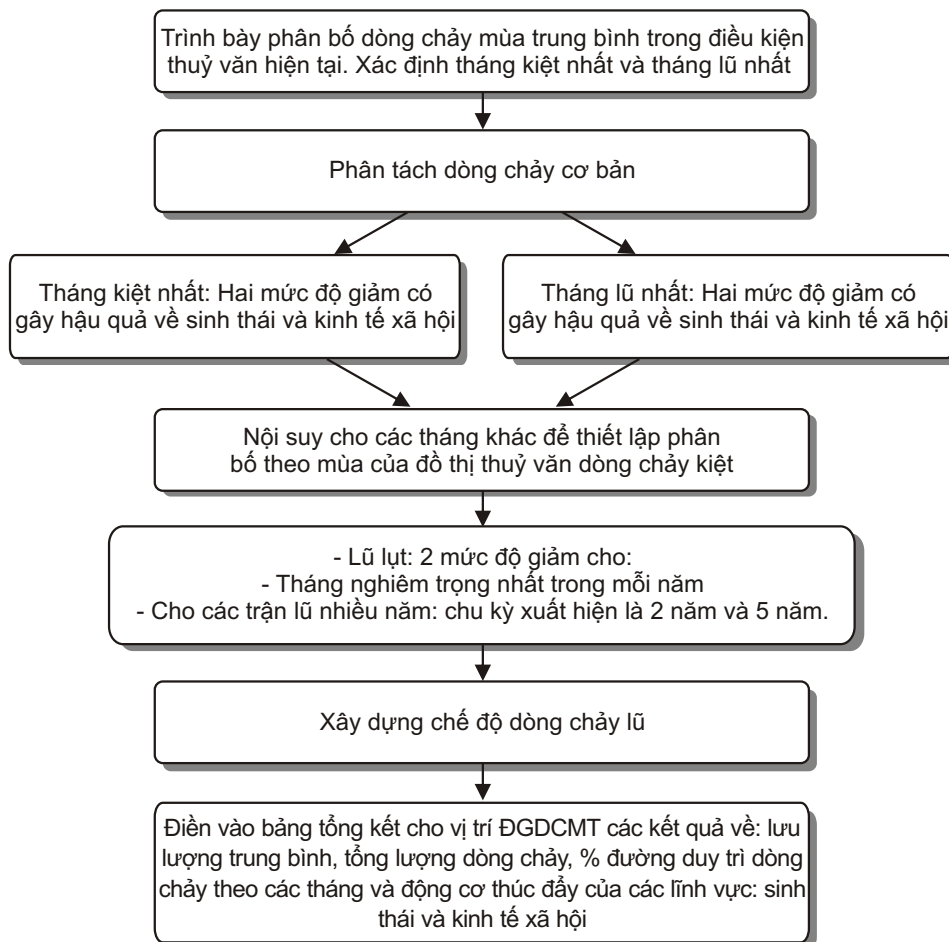 Trình bày phân bố dòng chảy mùa trung bình trong điều kiện
thuỷ văn hiện tại. Xác định tháng kiệt nhất và tháng lũ nhất
Phân tách dòng chảy cơ bản
Tháng kiệt nhất: Hai mức độ giảm có
gây hậu quả về sinh thái và kinh tế xã hội
Tháng lũ nhất: Hai mức độ giảm có
gây hậu quả về sinh thái và kinh tế xã hội
Nội suy cho các tháng khác để thiết lập phân
bố theo mùa của đồ thị thuỷ văn dòng chảy kiệt
- Lũ lụt: 2 mức độ giảm cho:
- Tháng nghiêm trọng nhất trong mỗi năm
- Cho các trận lũ nhiều năm: chu kỳ xuất hiện là 2 năm và 5 năm.
Xây dựng chế độ dòng chảy lũ
Điền vào bảng tổng kết cho vị trí ĐGDCMT các kết quả về: lưu
lượng trung bình, tổng lượng dòng chảy, % đường duy trì dòng
chảy theo các tháng và động cơ thúc đẩy của các lĩnh vực: sinh
thái và kinh tế xã hội